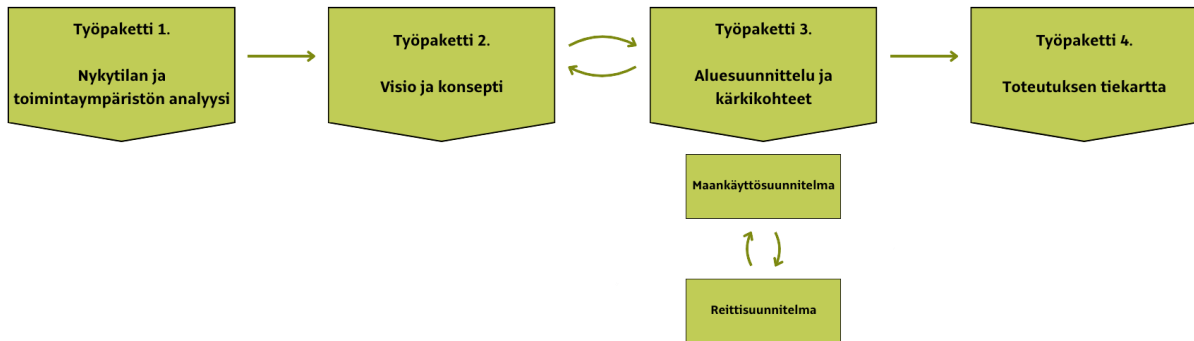 Työpaketti 1.
Nykytilan ja
toimintaympäristön analyysi
Työpaketti 2.
Visio ja konsepti
Työpaketti 3.
Aluesuunnittelu ja
kärkikohteet
Työpaketti 4.
Toteutuksen tiekartta
Maankäyttösuunnitelma
Reittisuunnitelma